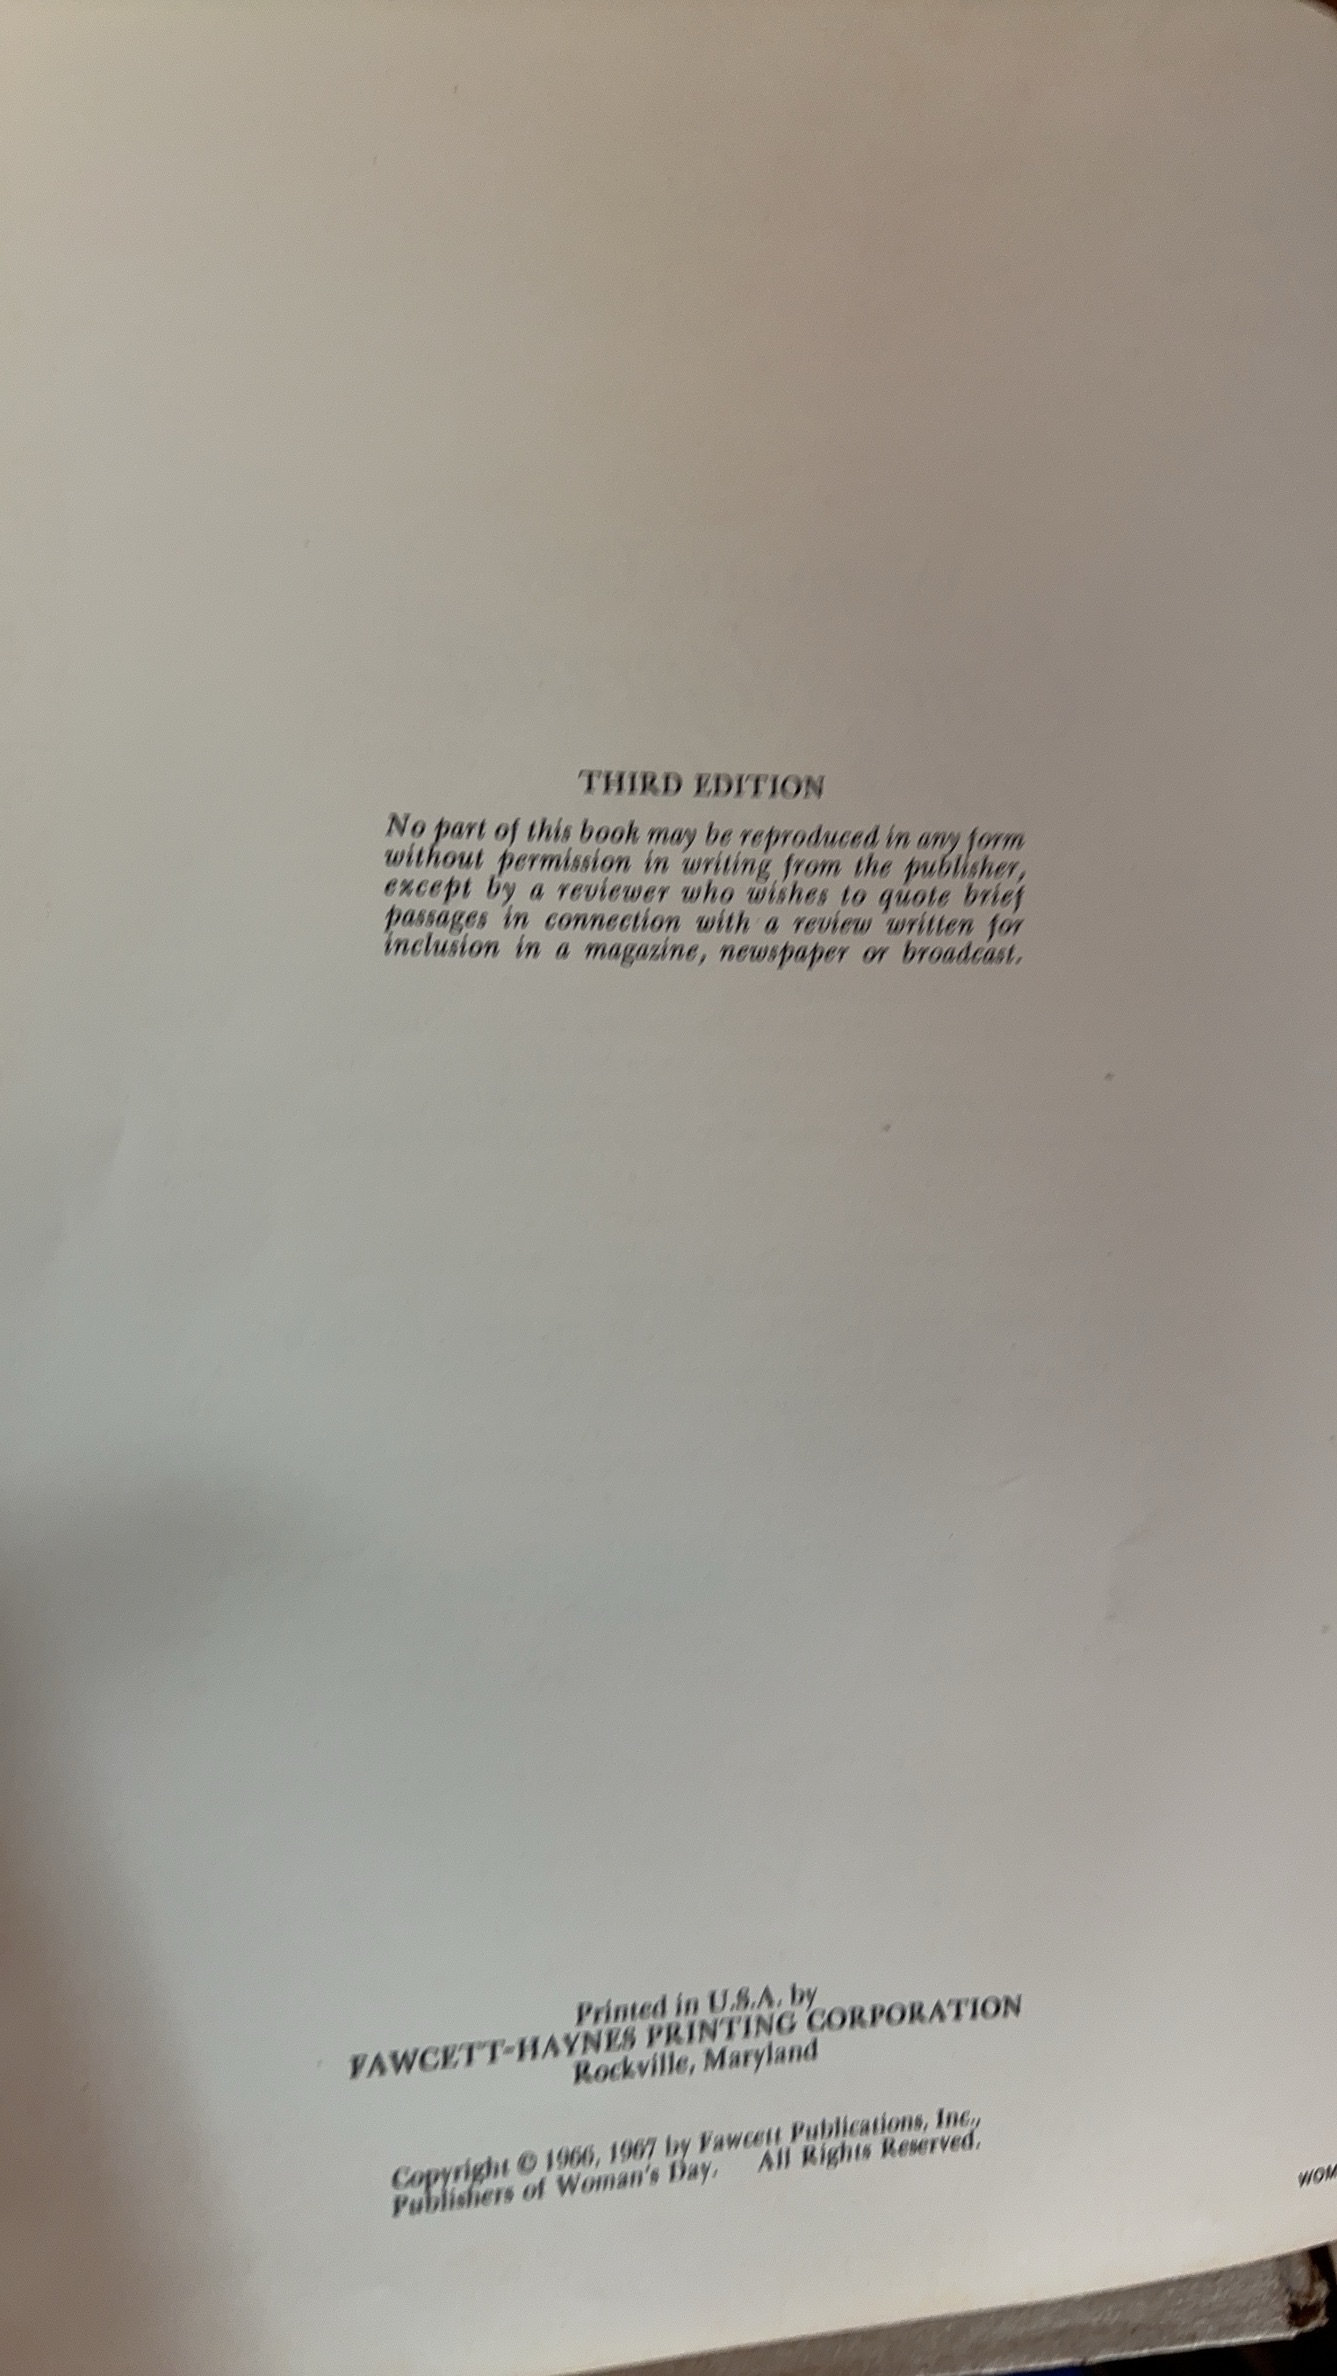 THIRD EDITION
No part of this book may be reproduced in any form
without permission in writing from the publisher,
except by a reviewer who wishes to quote brief
passages in connection with a review written for
inclusion in a magazine, newspaper or broadcast.
Printed in U.S.A. by
FAWCETT-HAYNES PRINTING CORPORATION
Rockville, Maryland
Copyright © 1966, 1967 by Fawcett Publications, Inc.,
Publishers of Woman's Day. All Rights Reserved.